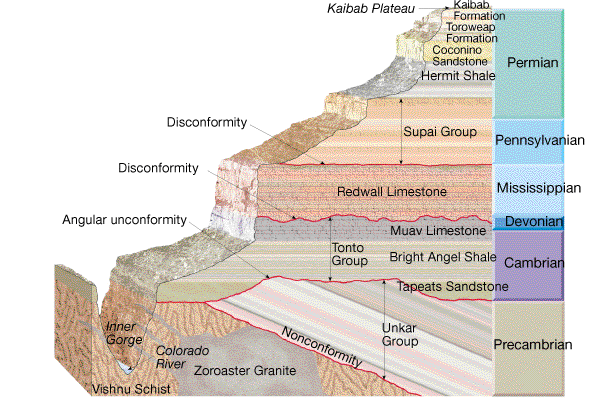 Kaibab Plateau
Kaibab
Formation
Toroweap
Formation
Coconino
Sandstone
Hermit Shale
Permian
Disconformity
Supai Group
Pennsylvanian
Disconformity
Redwall Limestone
Mississippian
Angular unconformity
Devonian
Muav Limestone
Tonto
Group
Bright Angel Shale
Cambrian
Tapeats Sandstone
Inner
Gorge
Nonconformity
Unkar
Group
Precambrian
Colorado
River
Zoroaster Granite
Vishnu Schist